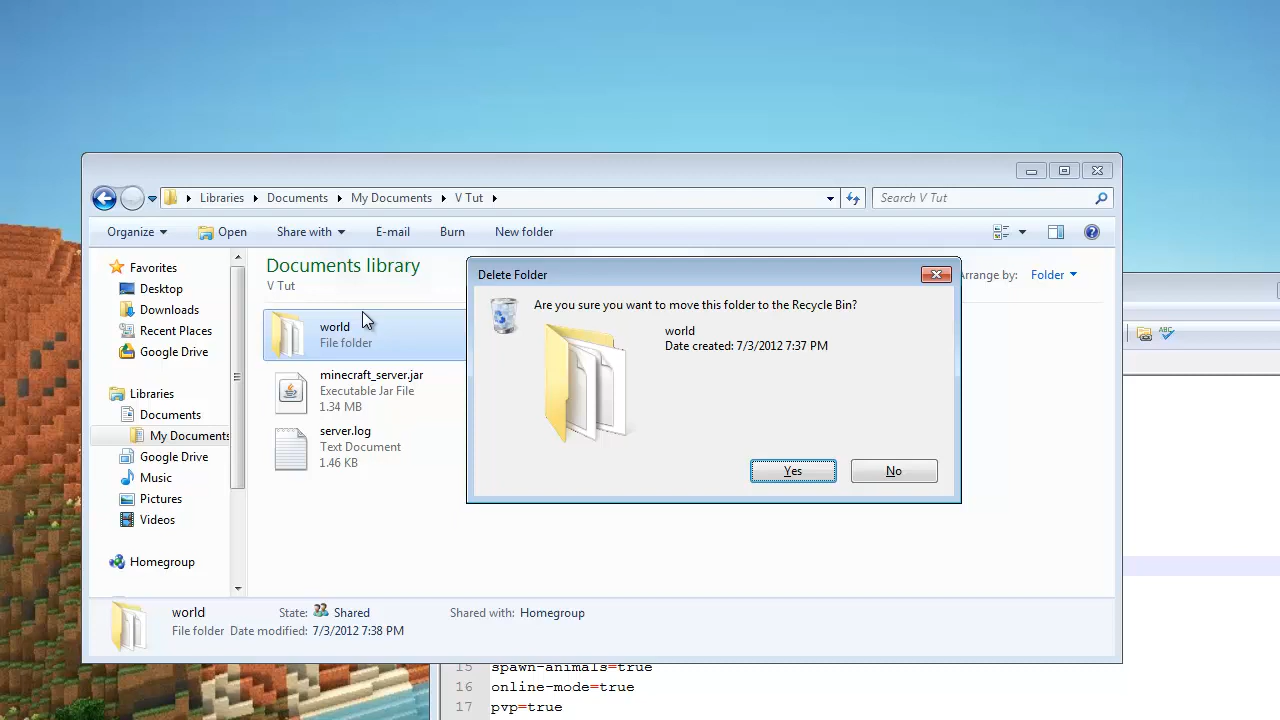 Libraries Documents My Documents V Tut
Search V Tut
Organize Open Share with E-mail Burn New folder
Favorites
Desktop
Downloads
Recent Places
Google Drive
Libraries
Documents
My Documents
Google Drive
Music
Pictures
Videos
Homegroup
Documents library
V Tut
rrange by: Folder
world
File folder
minecraft_server.jar
Executable Jar File
1.34 MB
server.log
Text Document
1.46 KB
Delete Folder
Are you sure you want to move this folder to the Recycle Bin?
world
Date created: 7/3/2012 7:37 PM
Yes No
world State: Shared Shared with: Homegroup
File folder Date modified: 7/3/2012 7:38 PM
ABC
15 spawn-animals=true
16 online-mode=true
17 pvp=true